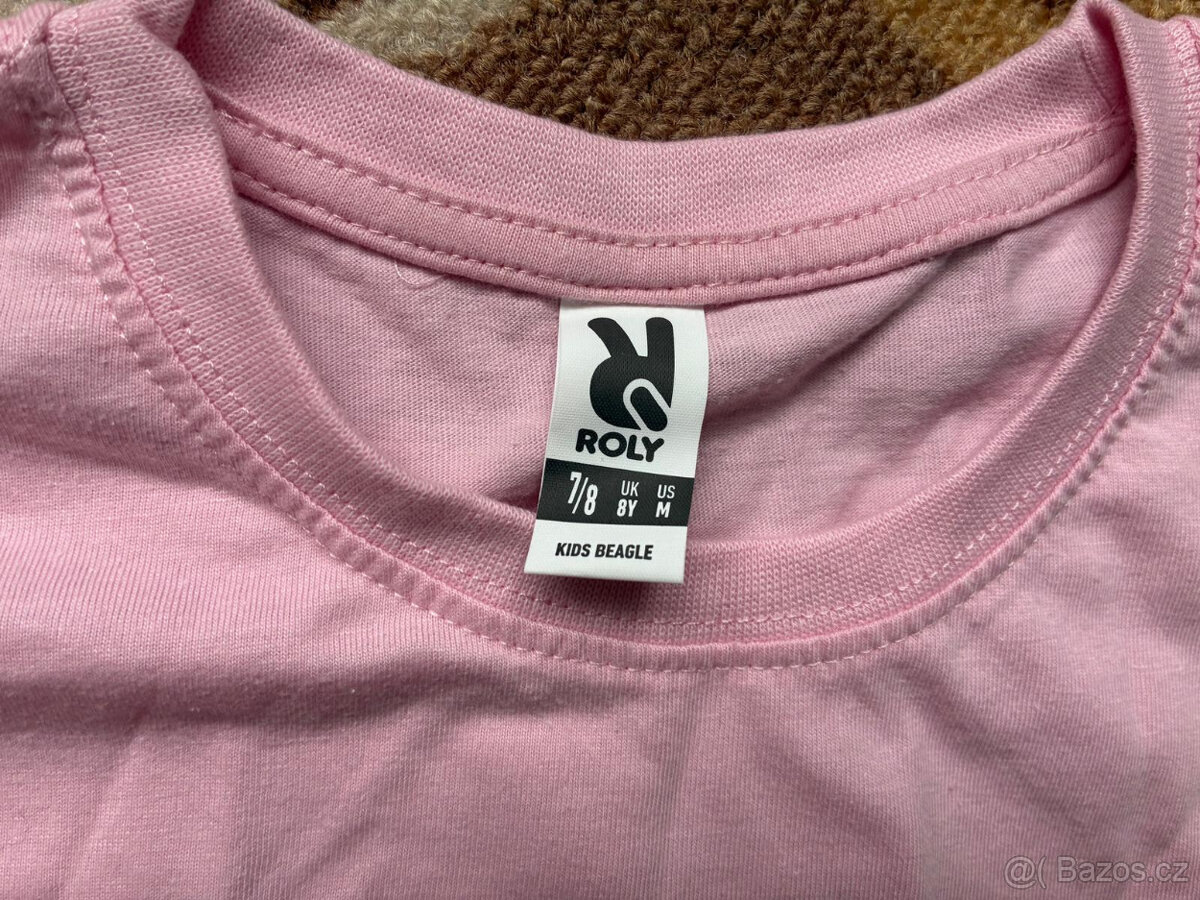 ROLY
7/8 UK 8Y US M
KIDS BEAGLE
@( Bazos.cz